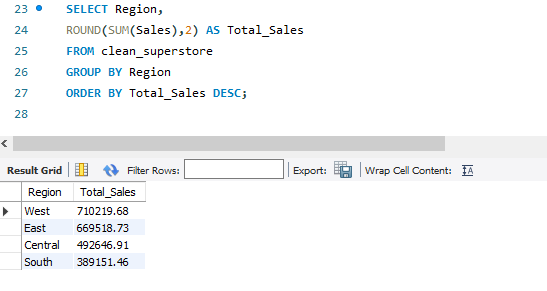 23 SELECT Region,
24 ROUND(SUM(Sales),2) AS Total_Sales
25 FROM clean_superstore
26 GROUP BY Region
27 ORDER BY Total_Sales DESC;
28
Result Grid Filter Rows: Export: Wrap Cell Content: IA
Region Total_Sales
West 710219.68
East 669518.73
Central 492646.91
South 389151.46